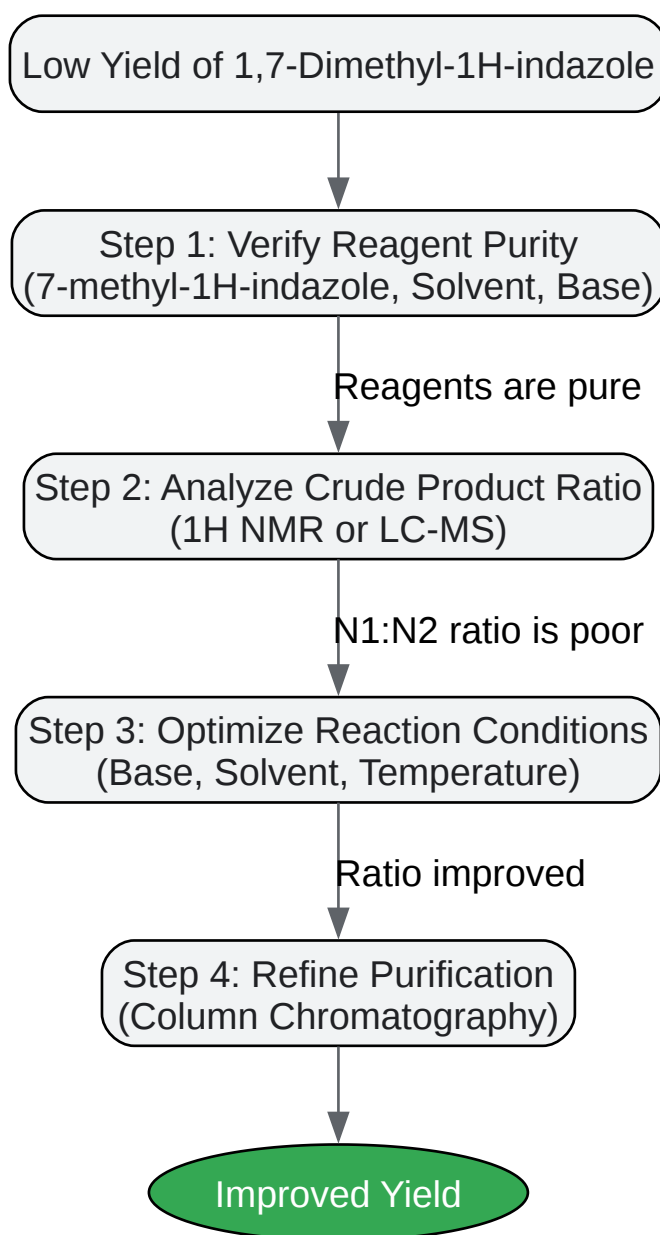 Low Yield of 1,7-Dimethyl-1H-indazole
Step 1: Verify Reagent Purity
(7-methyl-1H-indazole, Solvent, Base)
Reagents are pure
Step 2: Analyze Crude Product Ratio
(1H NMR or LC-MS)
N1:N2 ratio is poor
Step 3: Optimize Reaction Conditions
(Base, Solvent, Temperature)
Ratio improved
Step 4: Refine Purification
(Column Chromatography)
Improved Yield